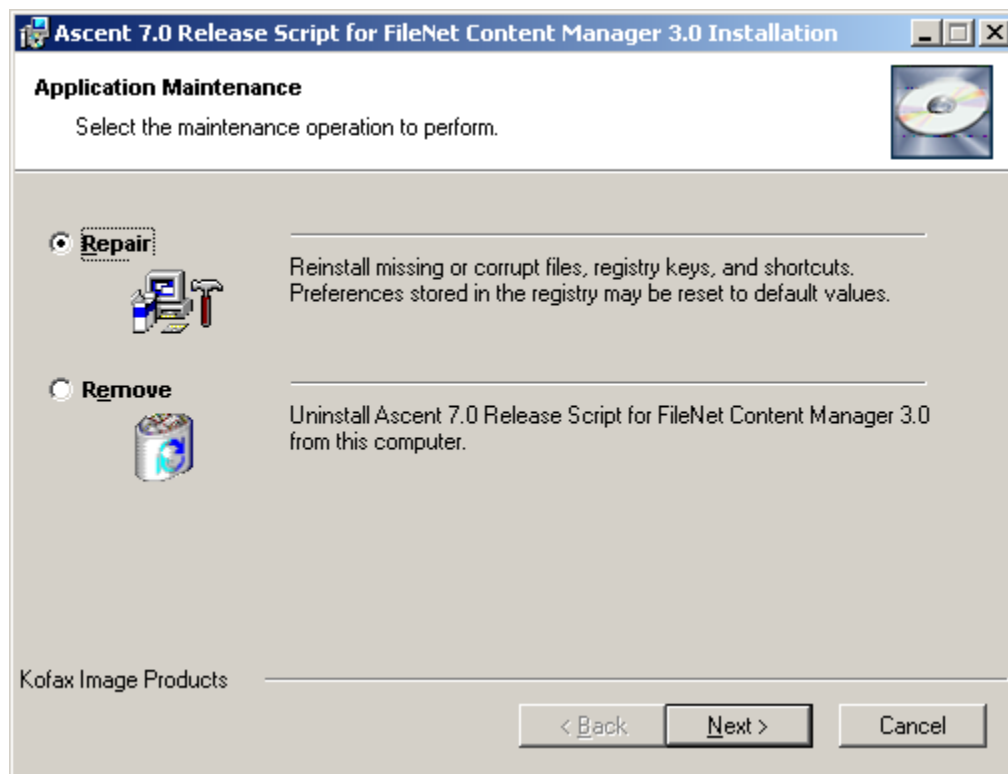 Ascent 7.0 Release Script for FileNet Content Manager 3.0 Installation
Application Maintenance
Select the maintenance operation to perform.
Repair
Reinstall missing or corrupt files, registry keys, and shortcuts.
Preferences stored in the registry may be reset to default values.
Remove
Uninstall Ascent 7.0 Release Script for FileNet Content Manager 3.0
from this computer.
Kofax Image Products
< Back
Next >
Cancel